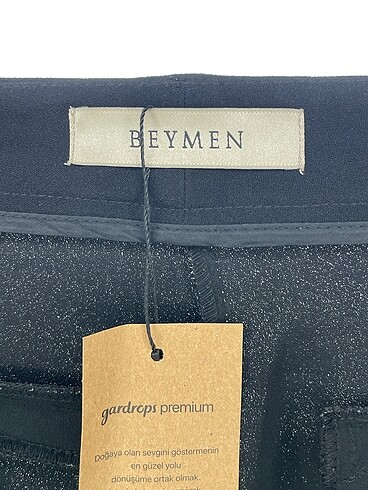 BEYMEN
gardrops premium
Doğaya olan sevgini göstermenin
en güzel yolu
dönüşüme ortak olmak.